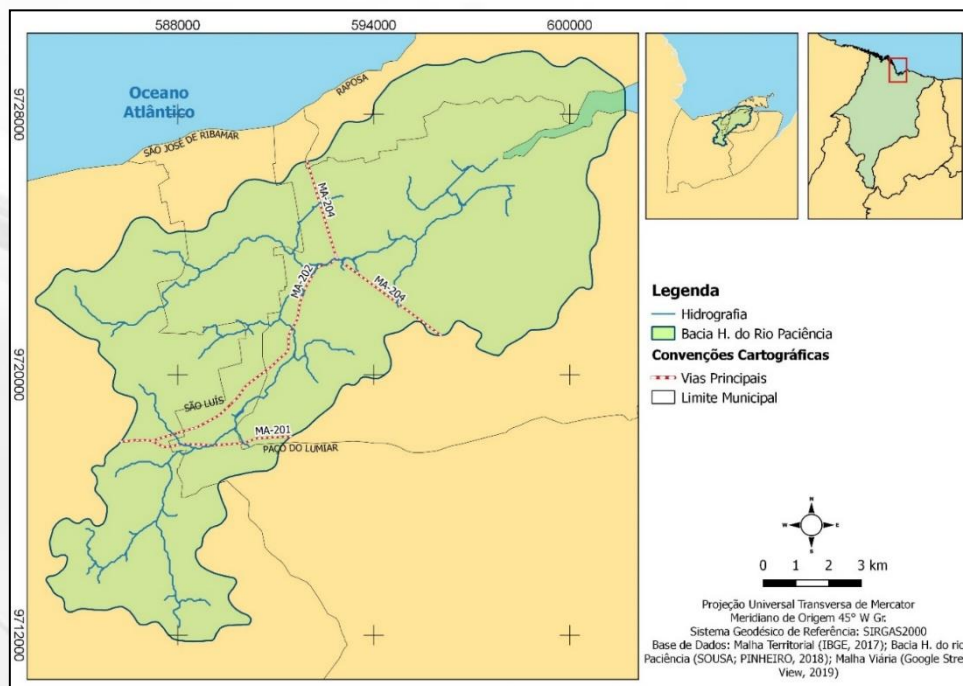 588000
594000
600000
9728000
9720000
9712000
Oceano
Atlântico
RAPOSA
SÃO JOSÉ DE RIBAMAR
MA-204
MA-202
MA-204
SÃO LUÍS
MA-201
PAÇO DO LUMIAR
Legenda
Hidrografia
Bacia H. do Rio Paciência
Convenções Cartográficas
Vias Principais
Limite Municipal
N
W
E
S
0 1 2 3 km
Projeção Universal Transversa de Mercator
Meridiano de Origem 45° W Gr.
Sistema Geodésico de Referência: SIRGAS2000
Base de Dados: Malha Territorial (IBGE, 2017); Bacia H. do rio
Paciência (SOUSA; PINHEIRO, 2018); Malha Viária (Google Stre
View, 2019)